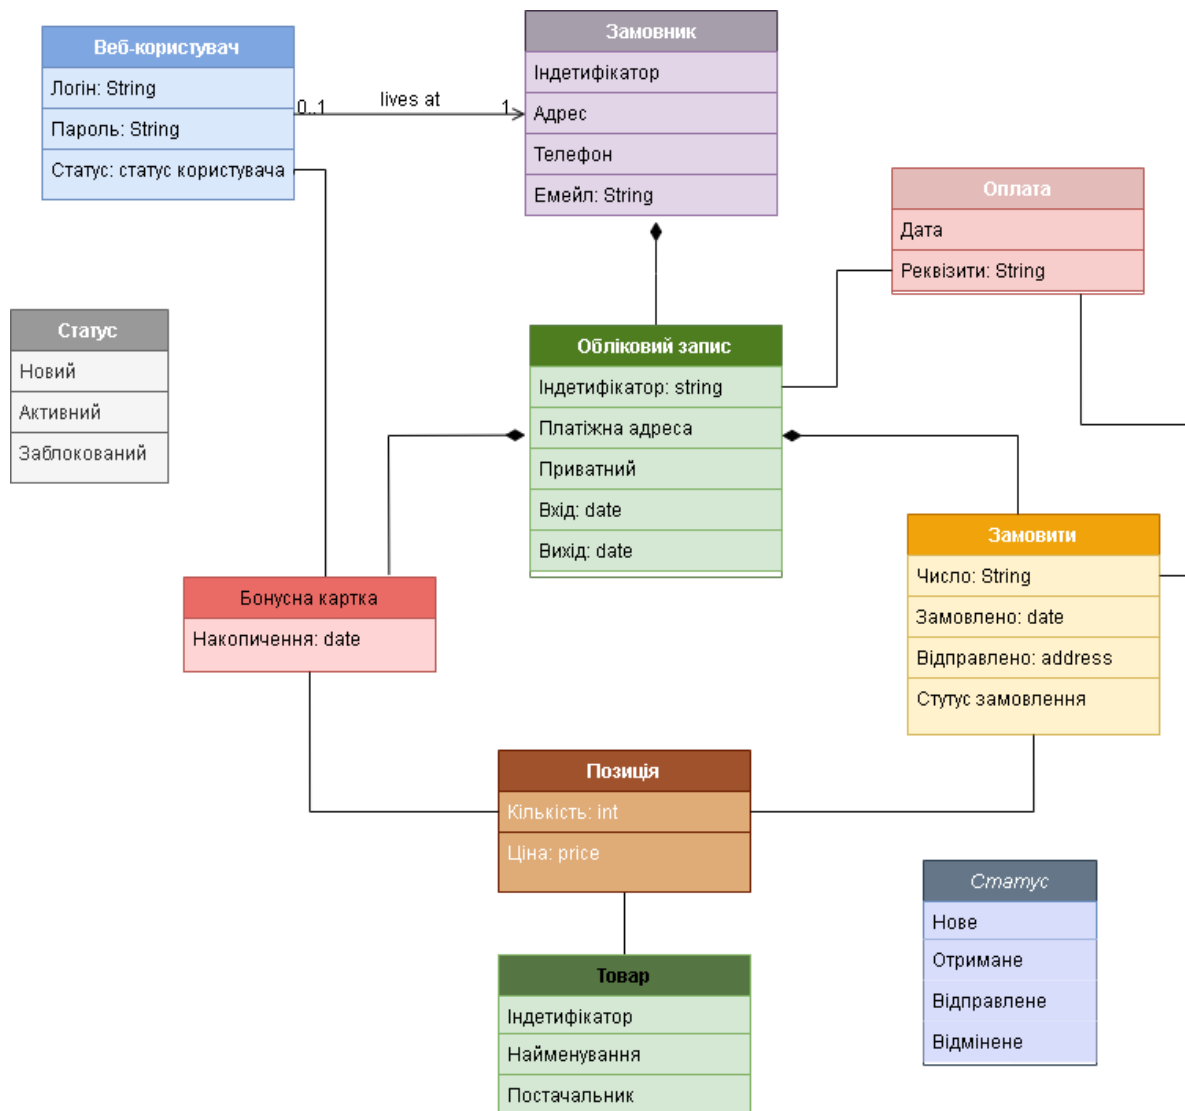 Веб-користувач
Логін: String
Пароль: String
Статус: статус користувача
0..1
lives at
1
Замовник
Індетифікатор
Адрес
Телефон
Емейл: String
Оплата
Дата
Реквізити: String
Статус
Новий
Активний
Заблокований
Обліковий запис
Індетифікатор: string
Платіжна адреса
Приватний
Вхід: date
Вихід: date
Замовити
Число: String
Замовлено: date
Відправлено: address
Стутус замовлення
Бонусна картка
Накопичення: date
Позиція
Кількість: int
Ціна: price
Статус
Нове
Отримане
Відправлене
Відмінене
Товар
Індетифікатор
Найменування
Постачальник